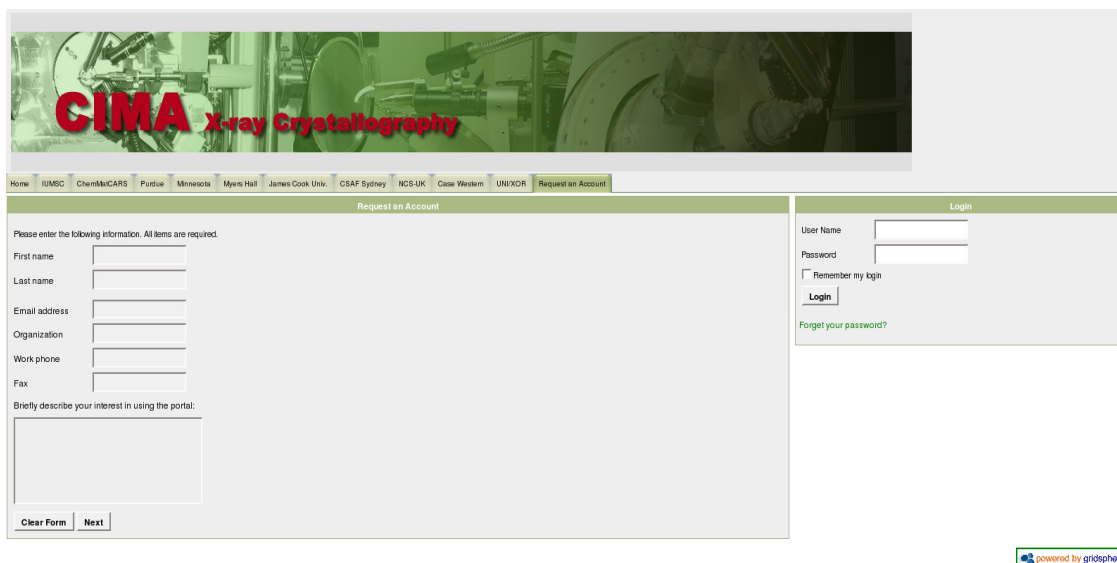 CIMA X-ray Crystallography
Home IUMSC ChemMatCARS Purdue Minnesota Myers Hall James Cook Univ. CSAF Sydney NCS-UK Case Western UNI/XOR Request an Account
Request an Account
Please enter the following information. All items are required.
First name
Last name
Email address
Organization
Work phone
Fax
Briefly describe your interest in using the portal:
Clear Form Next
Login
User Name
Password
Remember my login
Login
Forget your password?
powered by gridsphe